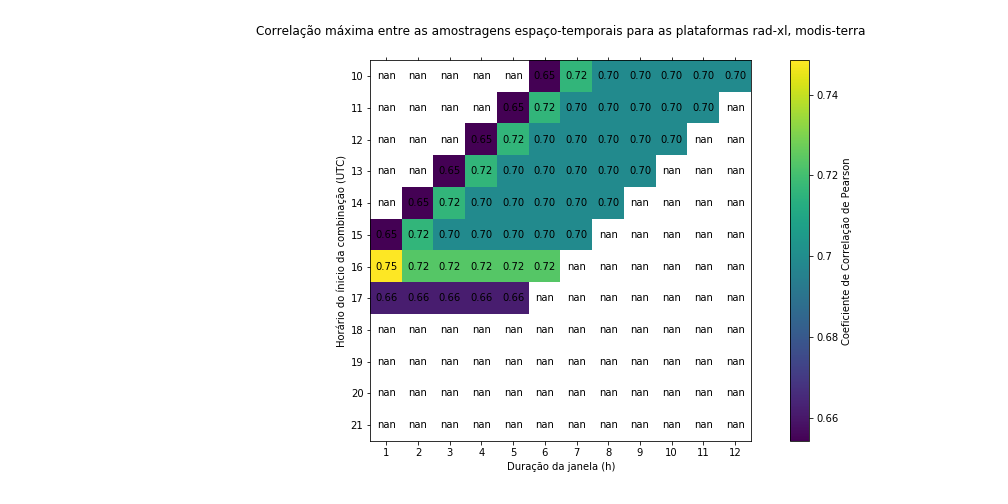 Correlação máxima entre as amostragens espaço-temporais para as plataformas rad-xl, modis-terra
Horário do ínicio da combinação (UTC)
10 nan nan nan nan nan 0.65 0.72 0.70 0.70 0.70 0.70 0.70
11 nan nan nan nan 0.65 0.72 0.70 0.70 0.70 0.70 0.70 nan
12 nan nan nan 0.65 0.72 0.70 0.70 0.70 0.70 0.70 nan nan
13 nan nan 0.65 0.72 0.70 0.70 0.70 0.70 0.70 nan nan nan
14 nan 0.65 0.72 0.70 0.70 0.70 0.70 0.70 nan nan nan nan
15 0.65 0.72 0.70 0.70 0.70 0.70 0.70 nan nan nan nan nan
16 0.75 0.72 0.72 0.72 0.72 0.72 nan nan nan nan nan nan
17 0.66 0.66 0.66 0.66 0.66 nan nan nan nan nan nan nan
18 nan nan nan nan nan nan nan nan nan nan nan nan
19 nan nan nan nan nan nan nan nan nan nan nan nan
20 nan nan nan nan nan nan nan nan nan nan nan nan
21 nan nan nan nan nan nan nan nan nan nan nan nan
1 2 3 4 5 6 7 8 9 10 11 12
Duração da janela (h)
0.74
0.72
0.7
0.68
0.66
Coeficiente de Correlação de Pearson